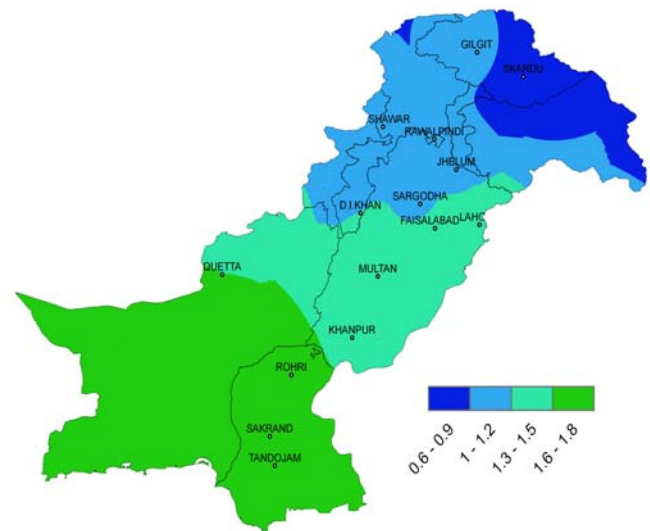 GILGIT
SKARDU
SHAWAR
RAWALPINDI
JHELUM
SARGODHA
D.I.KHAN
FAISALABAD
LAHC
QUETTA
MULTAN
KHANPUR
ROHRI
SAKRAND
TANDOJAM
0.6 - 0.9
1 - 1.2
1.3 - 1.5
1.6 - 1.8